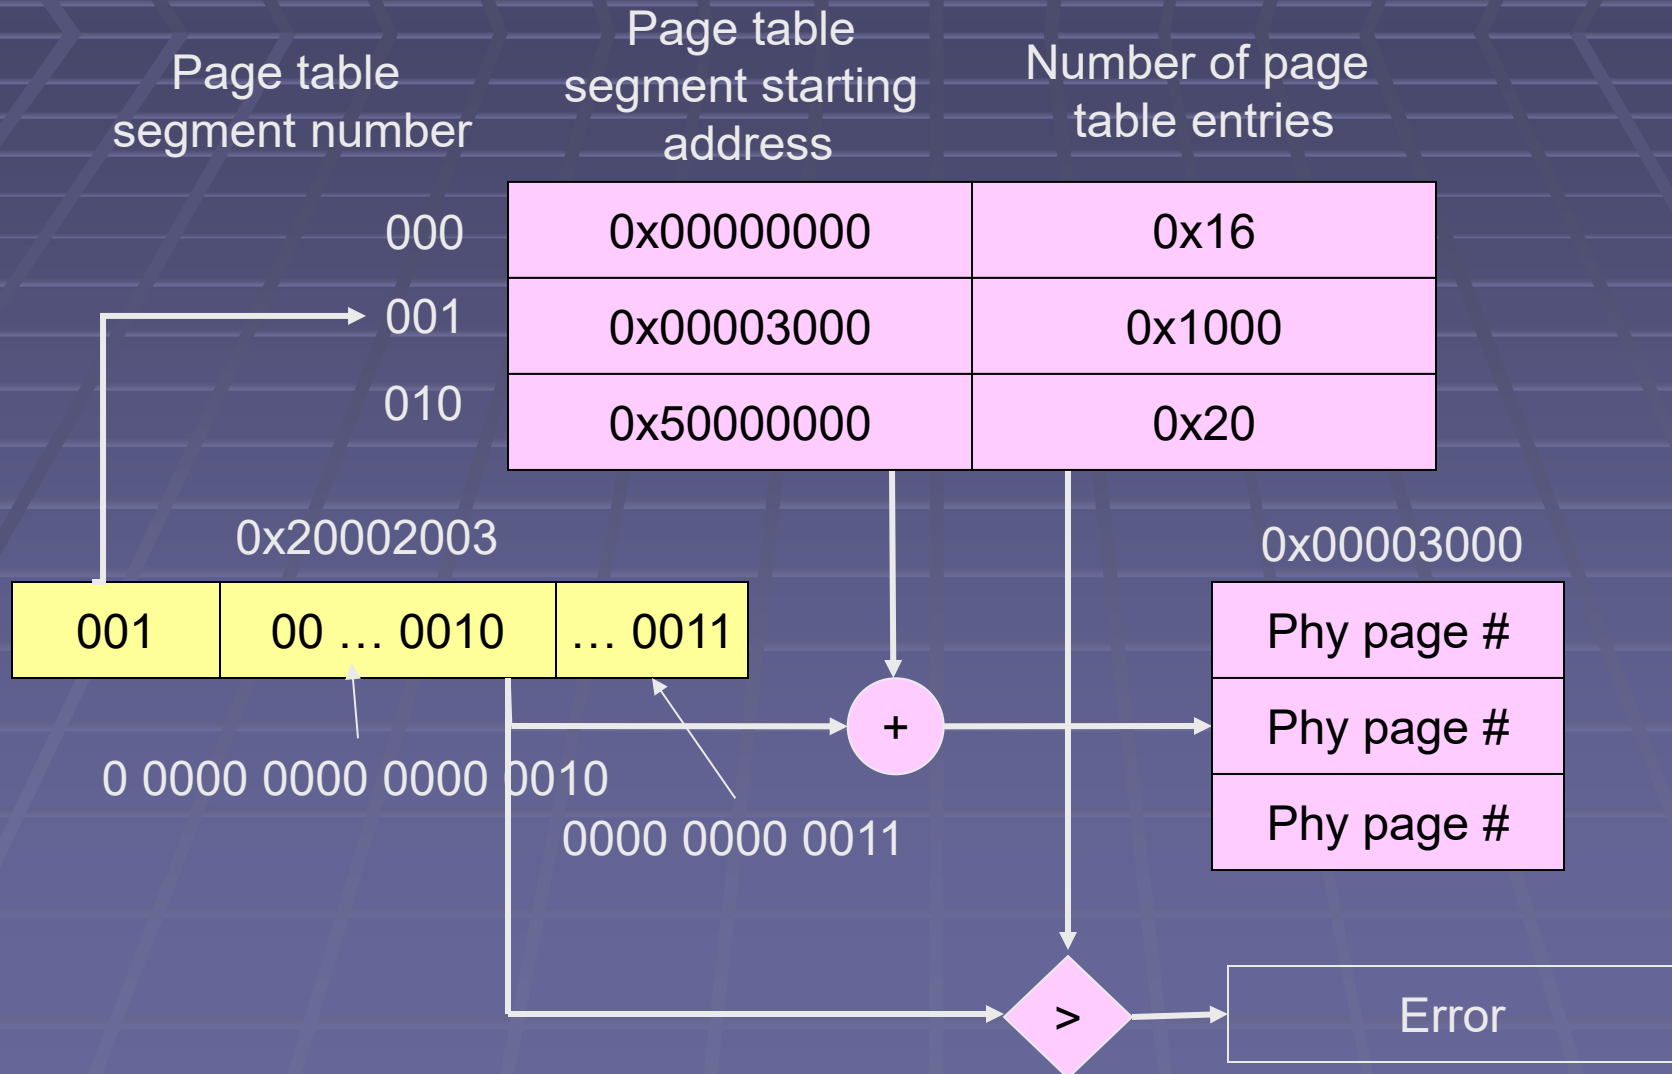 Page table
segment number
Page table
segment starting
address
Number of page
table entries
000
0x00000000
0x16
001
0x00003000
0x1000
010
0x50000000
0x20
0x20002003
0x00003000
001
00 … 0010
… 0011
Phy page #
+
Phy page #
0 0000 0000 0000 0010
0000 0000 0011
Phy page #
>
Error